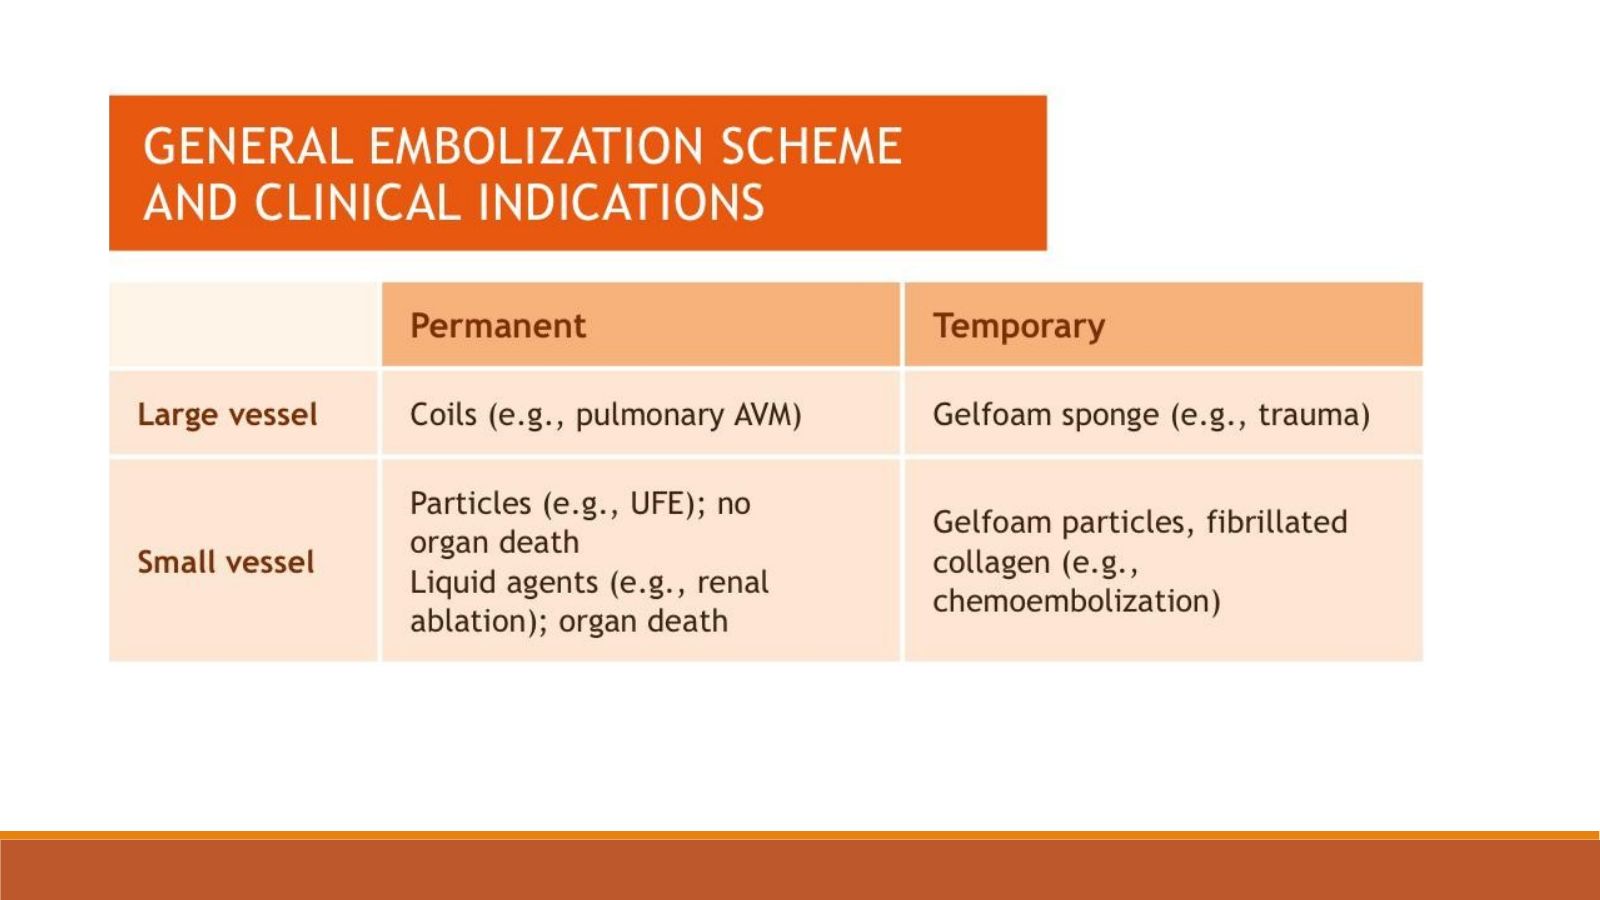 GENERAL EMBOLIZATION SCHEME
AND CLINICAL INDICATIONS
Permanent
Temporary
Large vessel
Coils (e.g., pulmonary AVM)
Gelfoam sponge (e.g., trauma)
Small vessel
Particles (e.g., UFE); no
organ death
Liquid agents (e.g., renal
ablation); organ death
Gelfoam particles, fibrillated
collagen (e.g.,
chemoembolization)